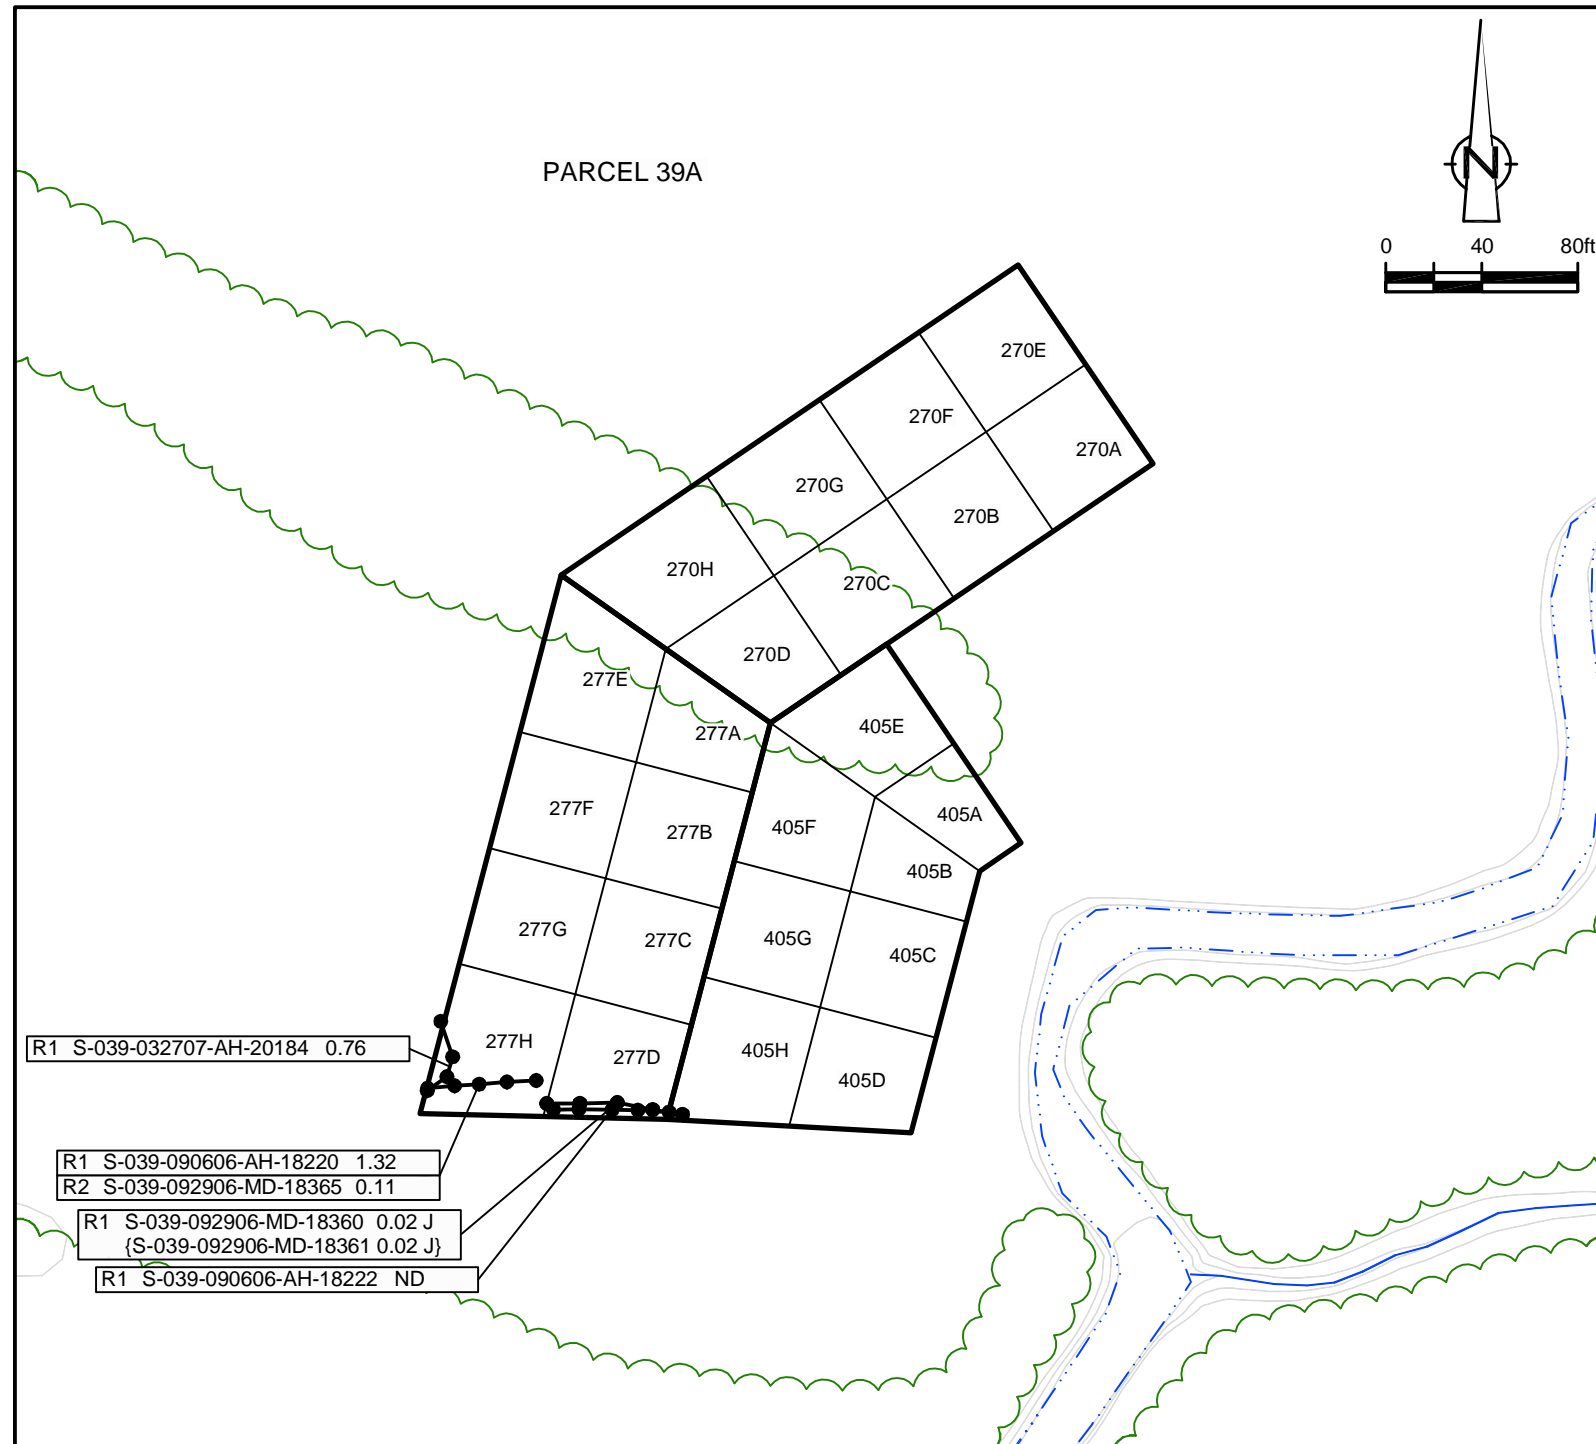 PARCEL 39A
N
0 40 80ft
270E
270F
270A
270G
270B
270H
270C
270D
277E
405E
277A
277F
405A
405F
277B
405B
277G
405G
277C
405C
277H
277D
405H
405D
R1 S-039-032707-AH-20184 0.76
R1 S-039-090606-AH-18220 1.32
R2 S-039-092906-MD-18365 0.11
R1 S-039-092906-MD-18360 0.02 J
{S-039-092906-MD-18361 0.02 J}
R1 S-039-090606-AH-18222 ND